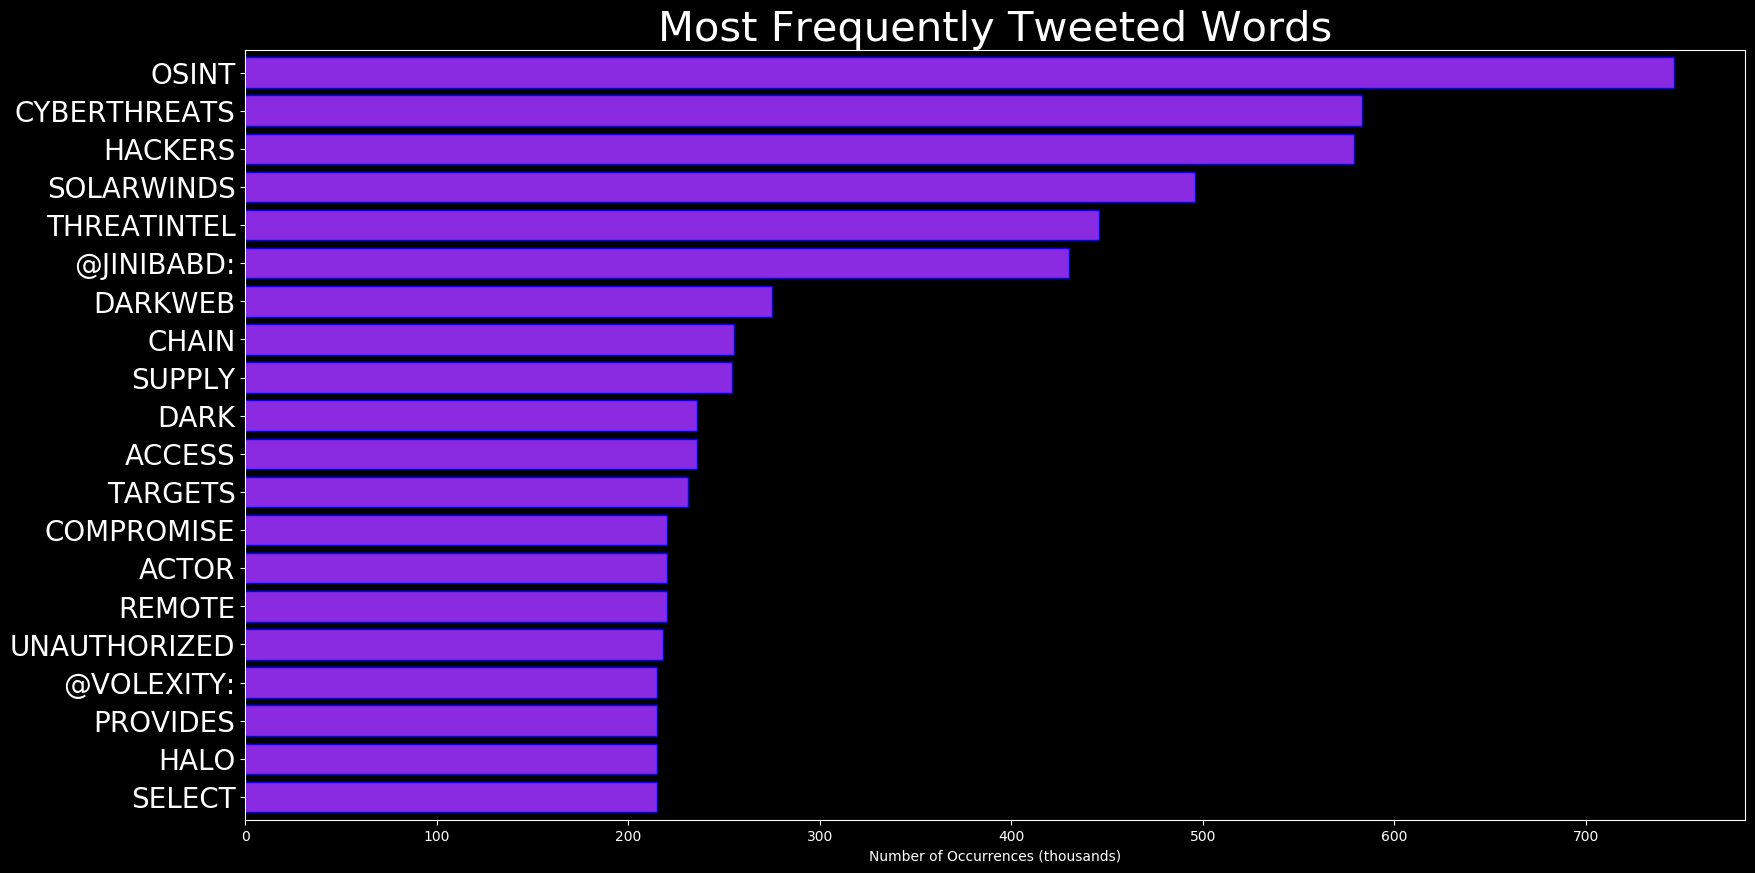 Most Frequently Tweeted Words
OSINT
CYBERTHREATS
HACKERS
SOLARWINDS
THREATINTEL
@JINIBABD:
DARKWEB
CHAIN
SUPPLY
DARK
ACCESS
TARGETS
COMPROMISE
ACTOR
REMOTE
UNAUTHORIZED
@VOLEXITY:
PROVIDES
HALO
SELECT
0 100 200 300 400 500 600 700
Number of Occurrences (thousands)